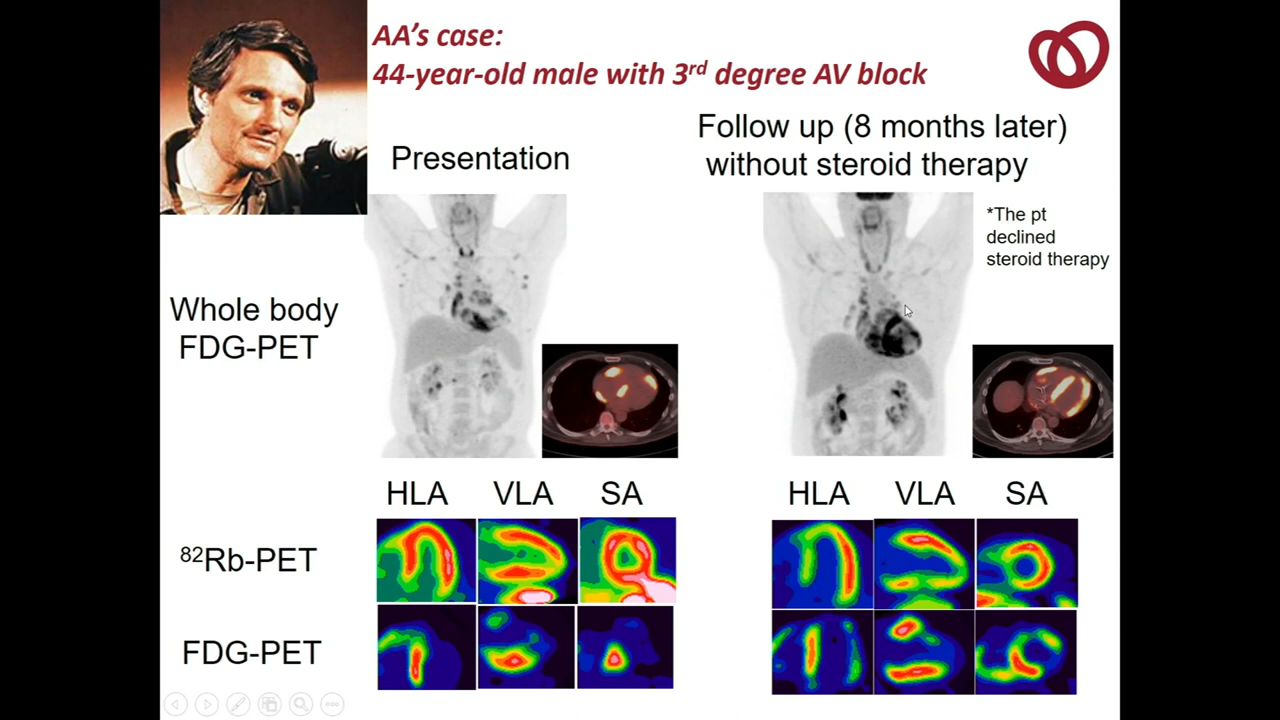 AA's case:
44-year-old male with 3rd degree AV block
Presentation
Follow up (8 months later)
without steroid therapy
*The pt
declined
steroid therapy
Whole body
FDG-PET
HLA VLA SA
HLA VLA SA
82Rb-PET
FDG-PET